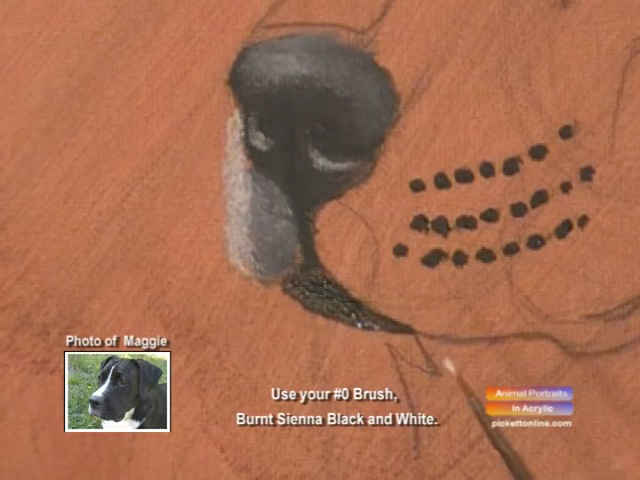 Photo of Maggie
Use your #0 Brush,
Burnt Sienna Black and White.
Animal Portraits
in Acrylic
pickettonline.com